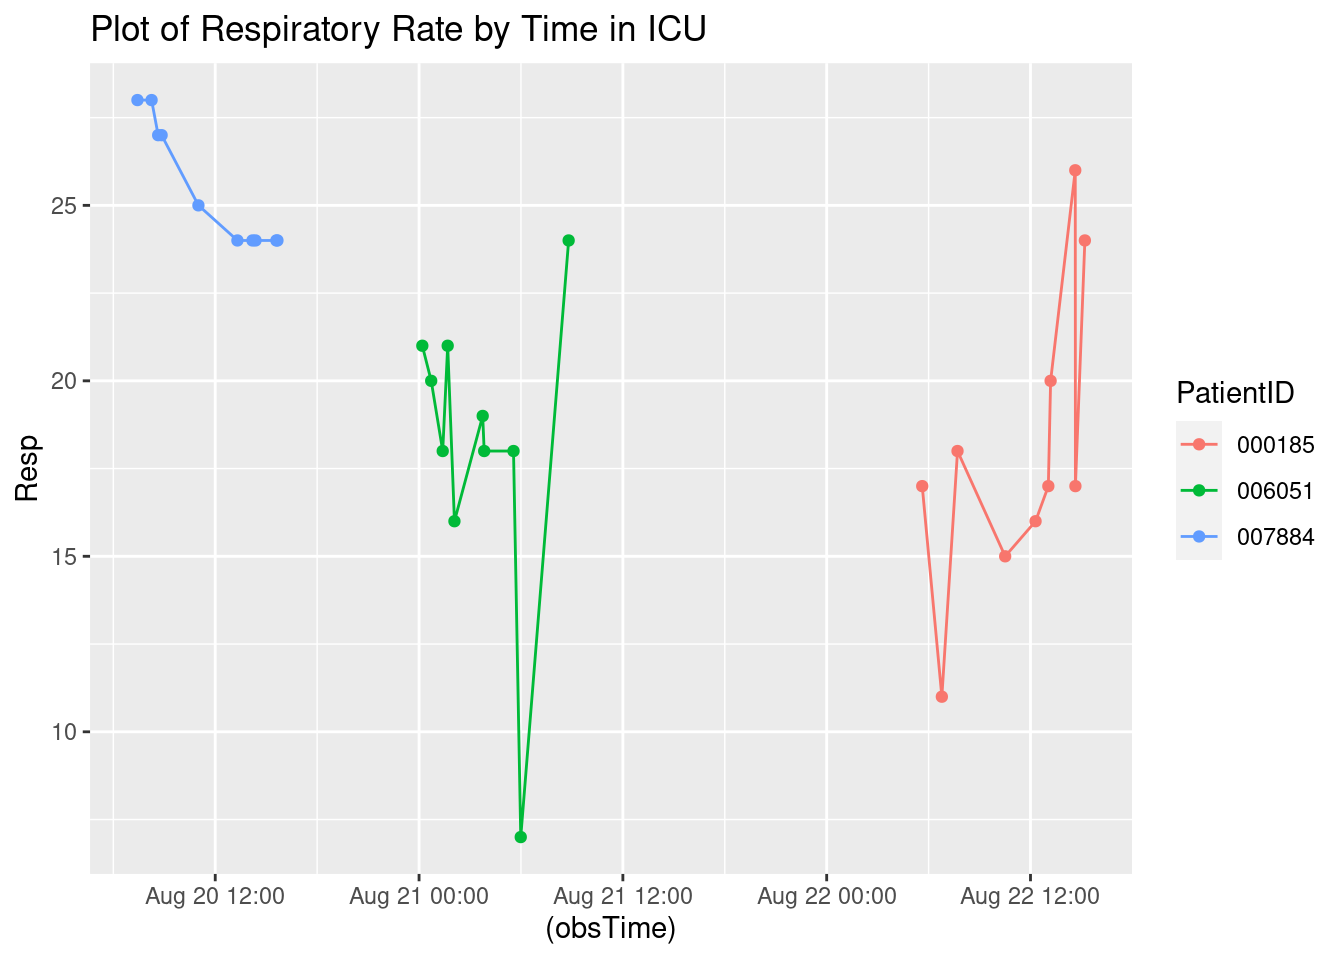 Plot of Respiratory Rate by Time in ICU
Resp
25
20
15
10
Aug 20 12:00
Aug 21 00:00
Aug 21 12:00
Aug 22 00:00
Aug 22 12:00
(obsTime)
PatientID
000185
006051
007884